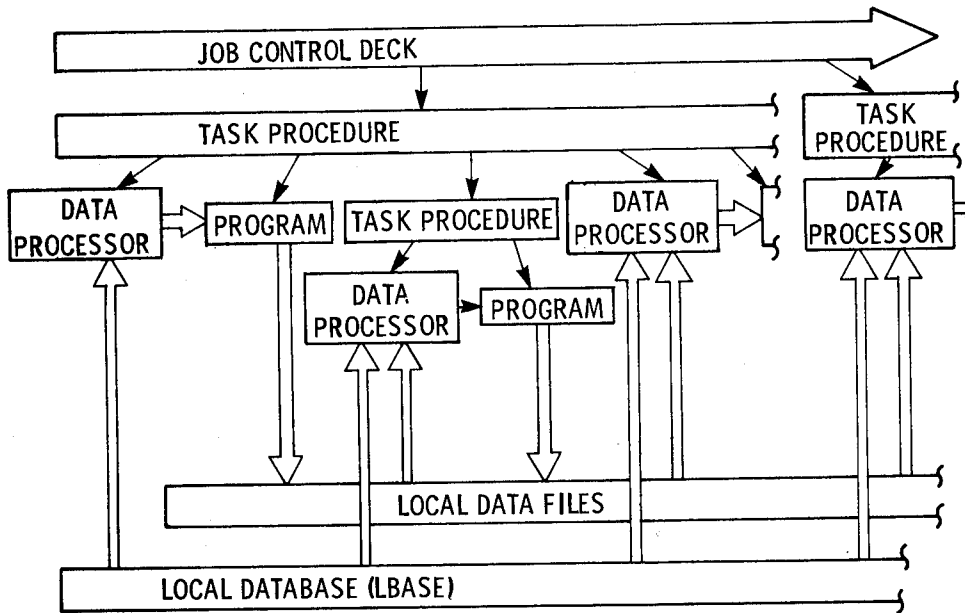 JOB CONTROL DECK
TASK PROCEDURE
TASK
PROCEDURE
DATA
PROCESSOR
PROGRAM
TASK PROCEDURE
DATA
PROCESSOR
DATA
PROCESSOR
DATA
PROCESSOR
PROGRAM
LOCAL DATA FILES
LOCAL DATABASE (LBASE)